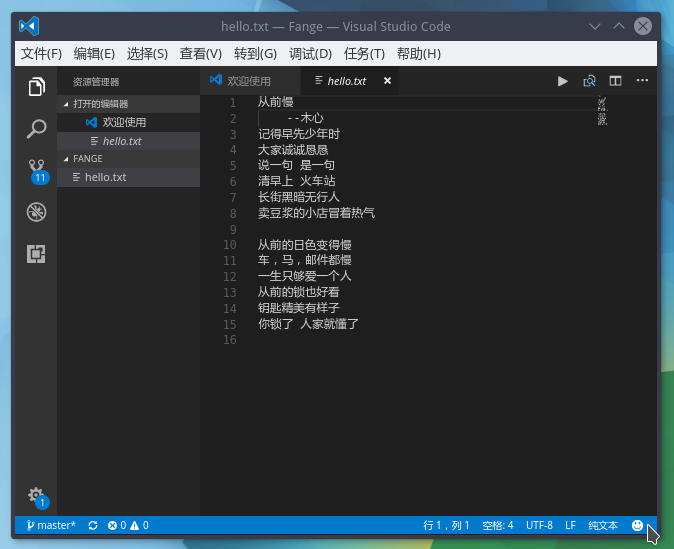 hello.txt — Fange — Visual Studio Code
文件(F) 编辑(E) 选择(S) 查看(V) 转到(G) 调试(D) 任务(T) 帮助(H)
资源管理器
欢迎使用 hello.txt
打开的编辑器
欢迎使用
hello.txt
FANGE
hello.txt
11
1 从前慢
2 --木心
3 记得早先少年时
4 大家诚诚恳恳
5 说一句 是一句
6 清早上 火车站
7 长街黑暗无行人
8 卖豆浆的小店冒着热气
9
10 从前的日色变得慢
11 车，马，邮件都慢
12 一生只够爱一个人
13 从前的锁也好看
14 钥匙精美有样子
15 你锁了 人家就懂了
16
1
master* 0 0 行 1，列 1 空格: 4 UTF-8 LF 纯文本